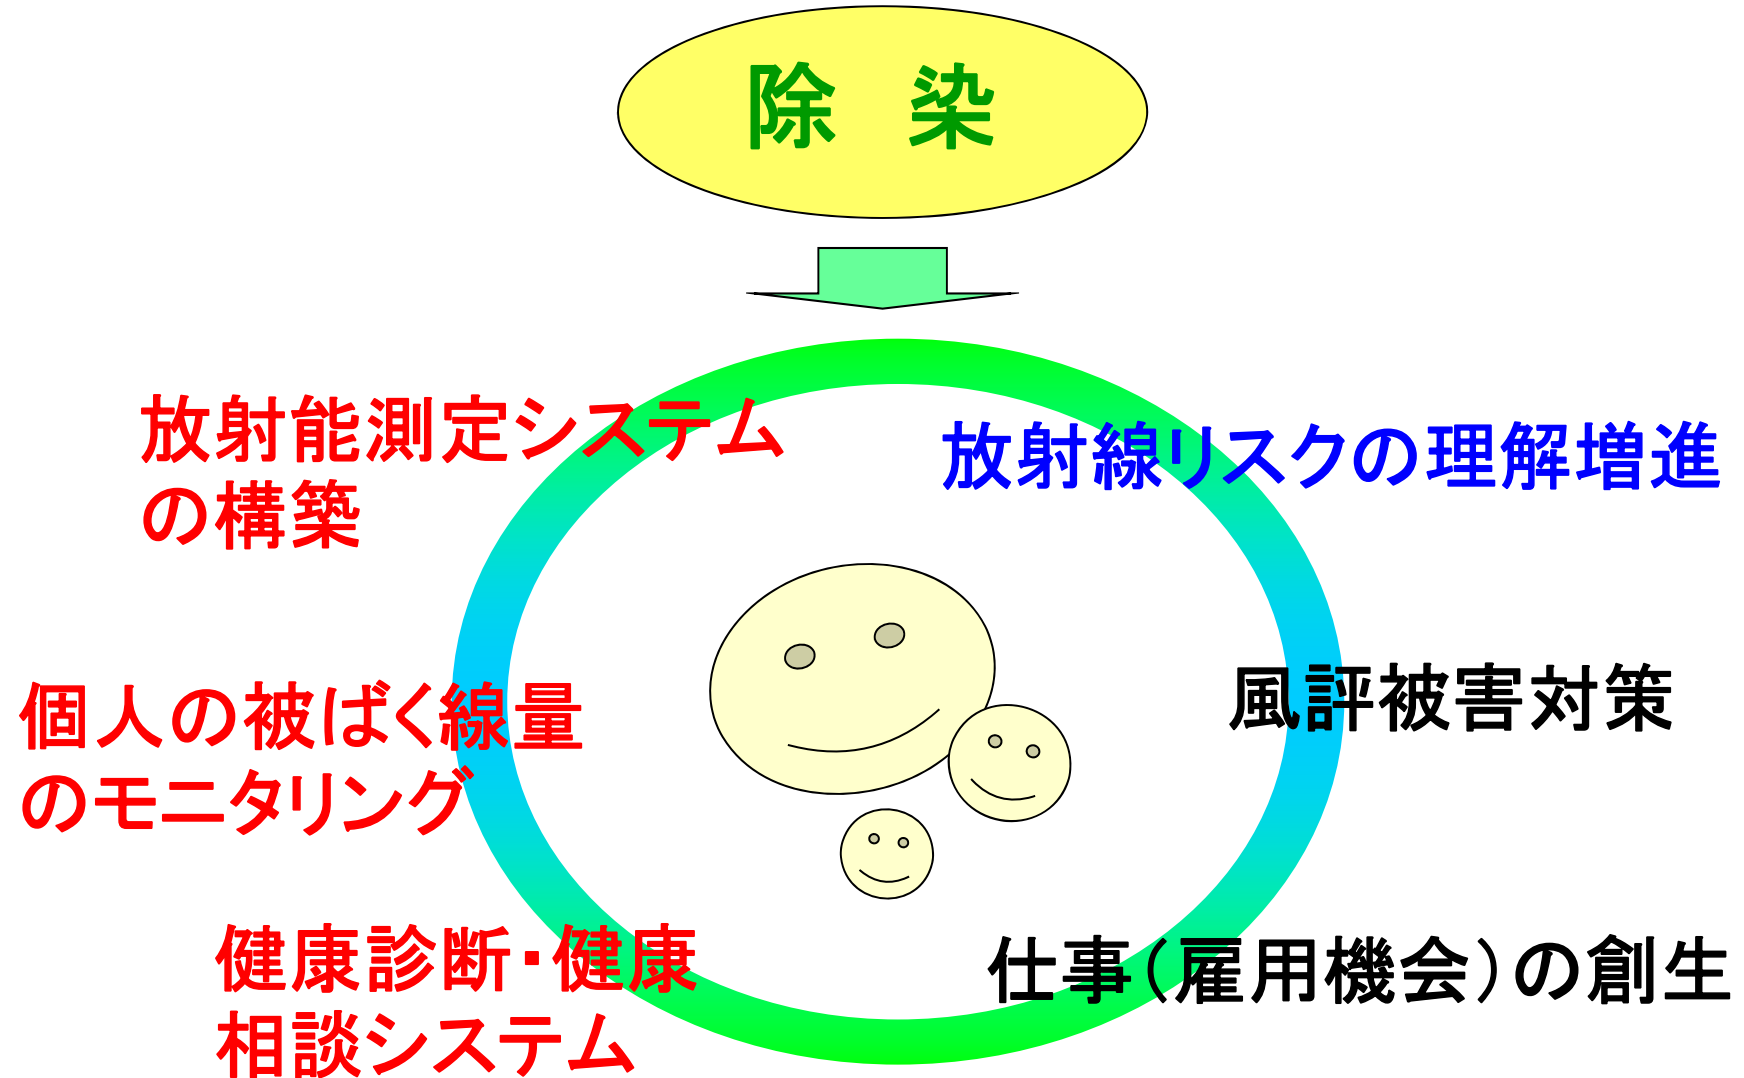 除　染
放射能測定システム
の構築
放射線リスクの理解増進
個人の被ばく線量
のモニタリング
風評被害対策
健康診断・健康
相談システム
仕事（雇用機会）の創生